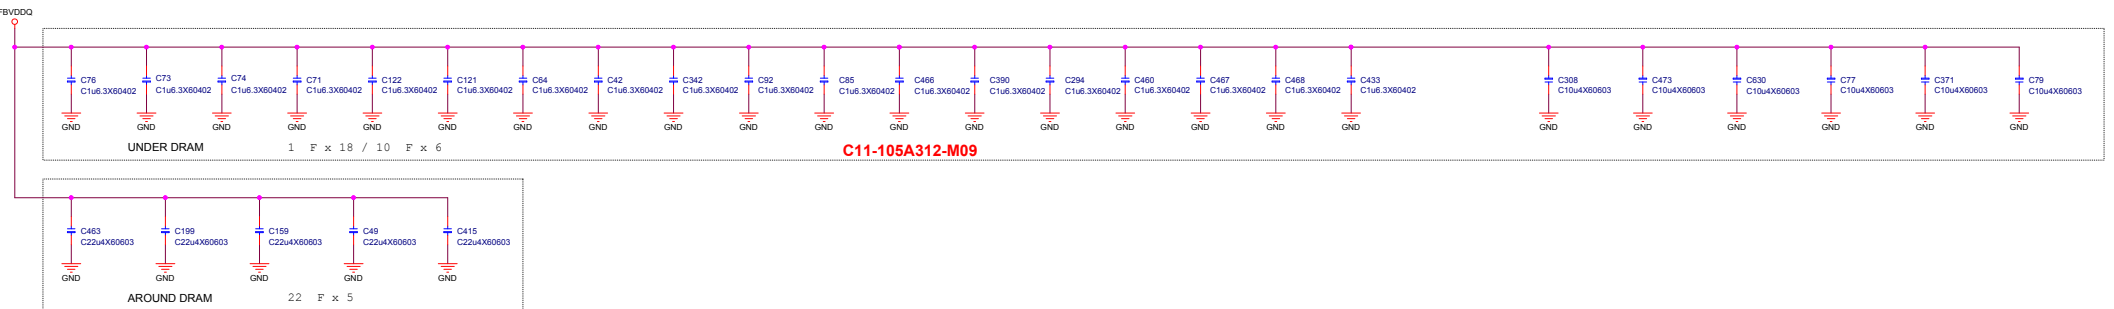 FBVDDQ
C76 C73 C74 C71 C122 C121 C64 C42 C342 C92 C85 C466 C390 C294 C460 C467 C468 C433 C308 C473 C630 C77 C371 C79
C1u6.3X60402 C1u6.3X60402 C1u6.3X60402 C1u6.3X60402 C1u6.3X60402 C1u6.3X60402 C1u6.3X60402 C1u6.3X60402 C1u6.3X60402 C1u6.3X60402 C1u6.3X60402 C1u6.3X60402 C1u6.3X60402 C1u6.3X60402 C1u6.3X60402 C1u6.3X60402 C1u6.3X60402 C1u6.3X60402 C10u4X60603 C10u4X60603 C10u4X60603 C10u4X60603 C10u4X60603 C10u4X60603
GND GND GND GND GND GND GND GND GND GND GND GND GND GND GND GND GND GND GND GND GND GND GND GND
UNDER DRAM 1 F x 18 / 10 F x 6 C11-105A312-M09
C463 C199 C159 C49 C415
C22u4X60603 C22u4X60603 C22u4X60603 C22u4X60603 C22u4X60603
GND GND GND GND GND
AROUND DRAM 22 F x 5